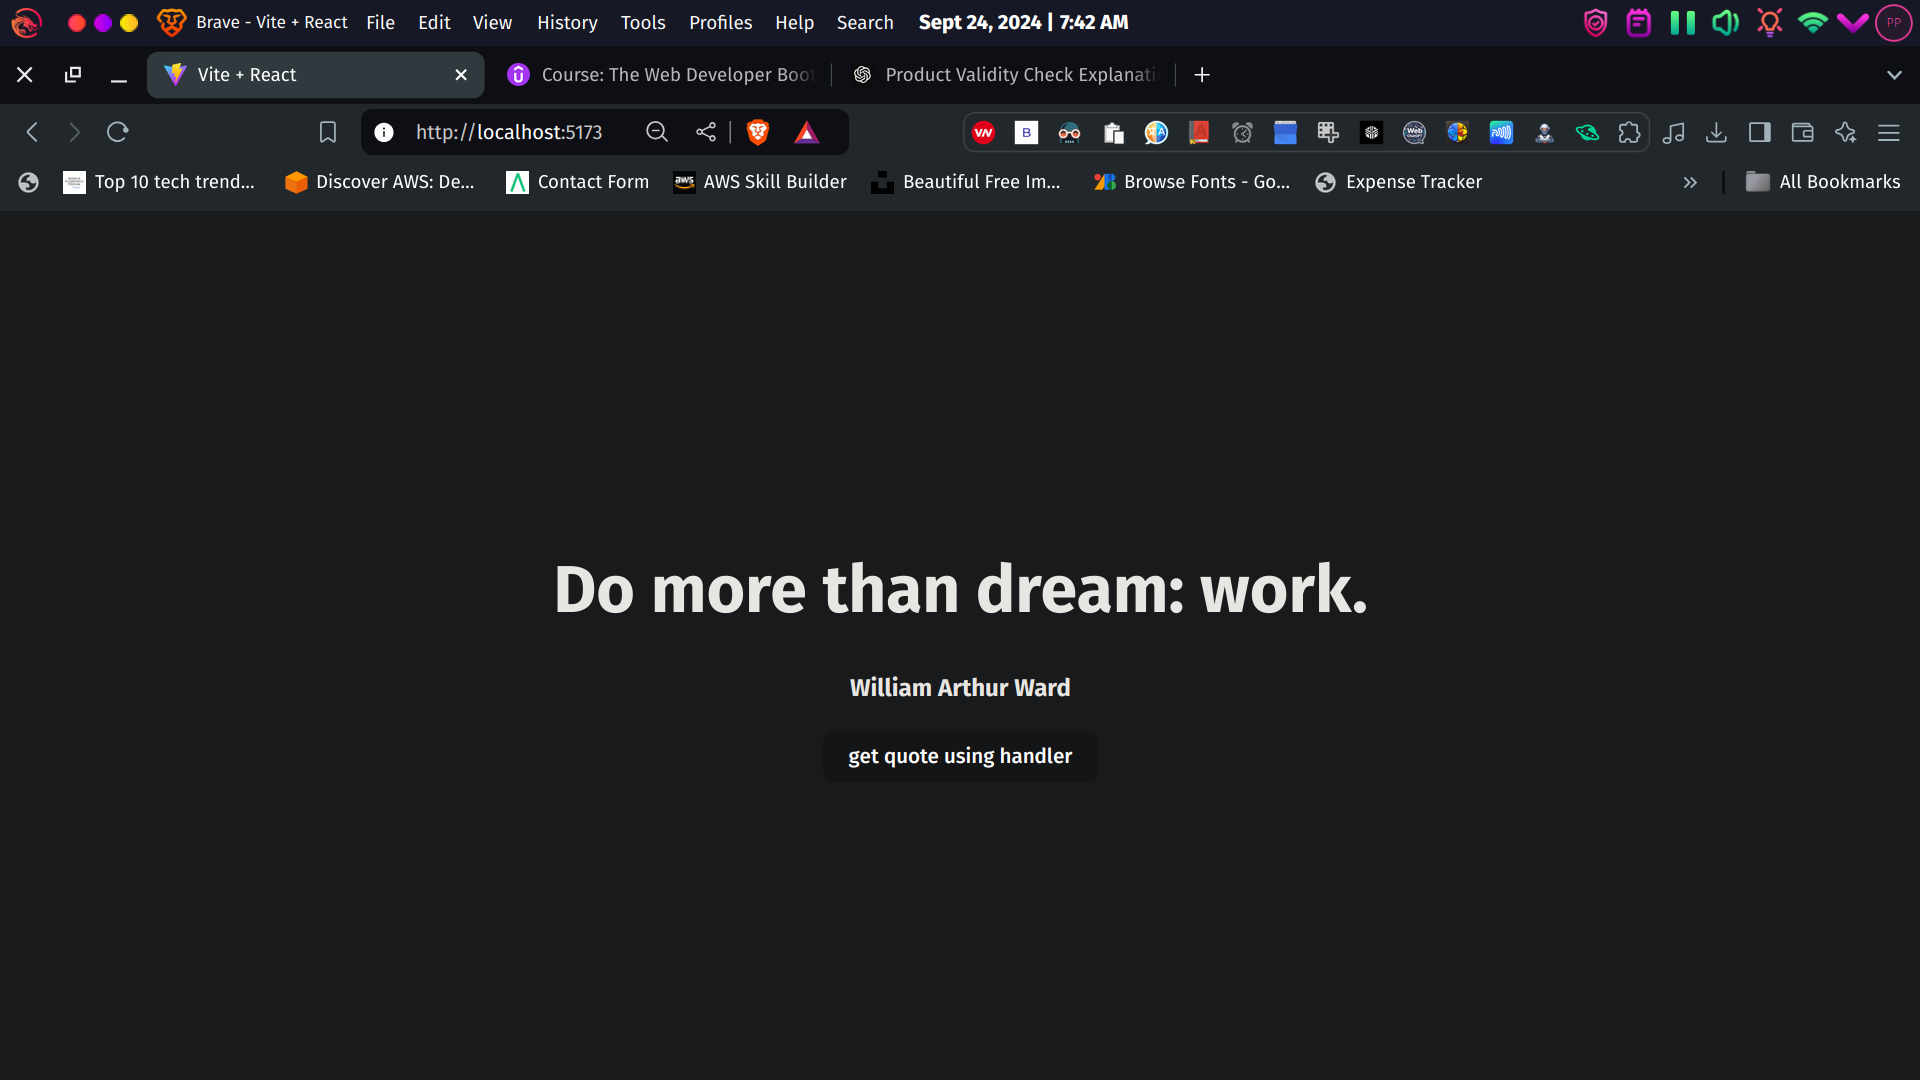 Brave - Vite + React File Edit View History Tools Profiles Help Search Sept 24, 2024 | 7:42 AM PP
Vite + React Course: The Web Developer Boot Product Validity Check Explanati
http://localhost:5173
Top 10 tech trend... Discover AWS: De... Contact Form AWS Skill Builder Beautiful Free Im... Browse Fonts - Go... Expense Tracker All Bookmarks
Do more than dream: work.
William Arthur Ward
get quote using handler